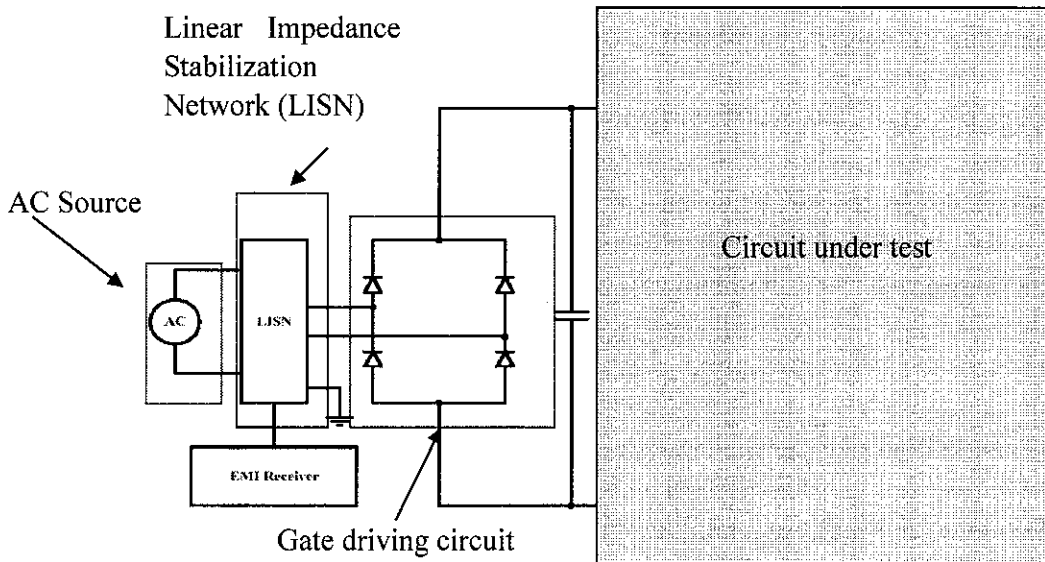 Linear Impedance
Stabilization
Network (LISN)
AC Source
Circuit under test
AC
LISN
EMI Receiver
Gate driving circuit